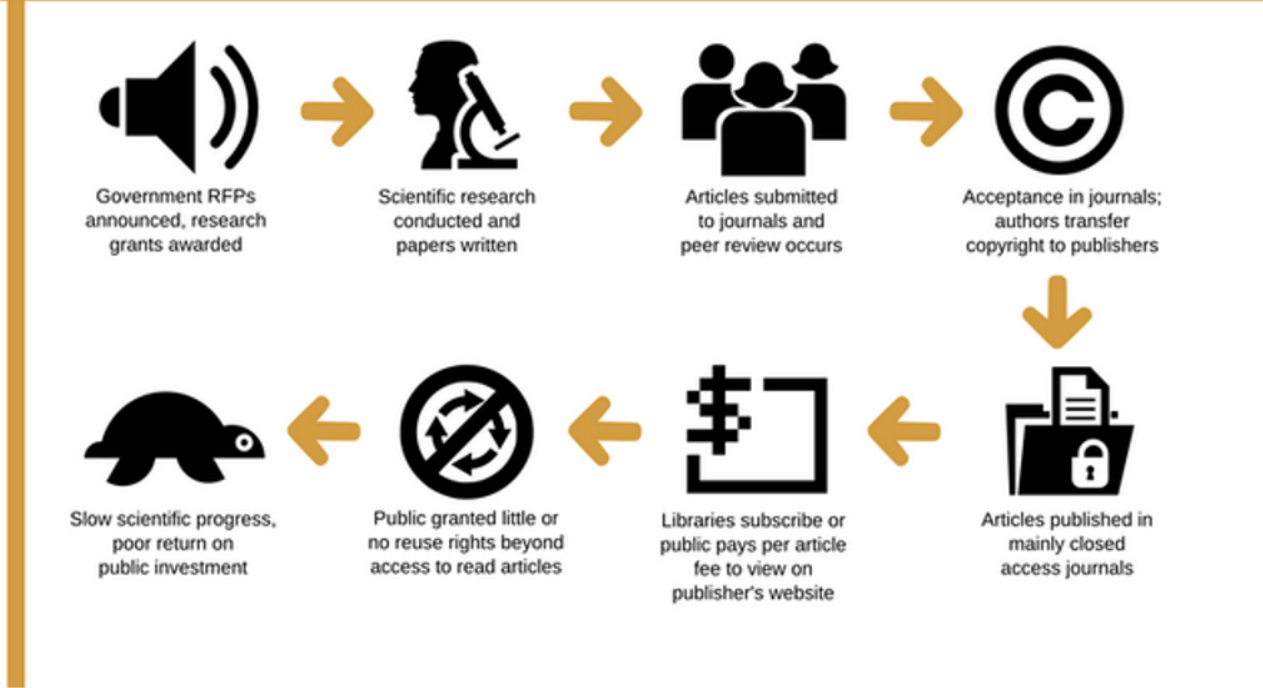 Government RFPs
announced, research
grants awarded
Scientific research
conducted and
papers written
Articles submitted
to journals and
peer review occurs
Acceptance in journals;
authors transfer
copyright to publishers
Articles published in
mainly closed
access journals
Libraries subscribe or
public pays per article
fee to view on
publisher's website
Public granted little or
no reuse rights beyond
access to read articles
Slow scientific progress,
poor return on
public investment